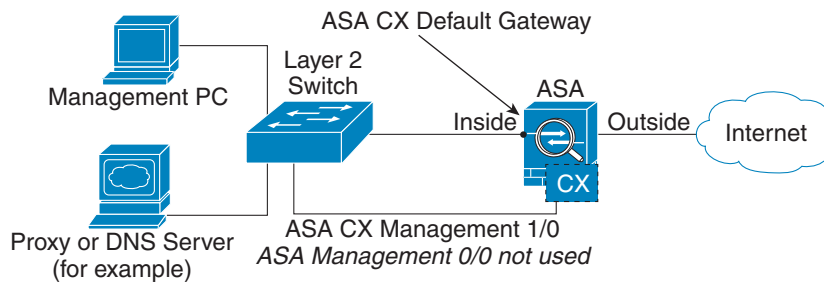 ASA CX Default Gateway
Layer 2
Switch
ASA
Management PC
Inside
Outside
Internet
CX
Proxy or DNS Server
(for example)
ASA CX Management 1/0
ASA Management 0/0 not used